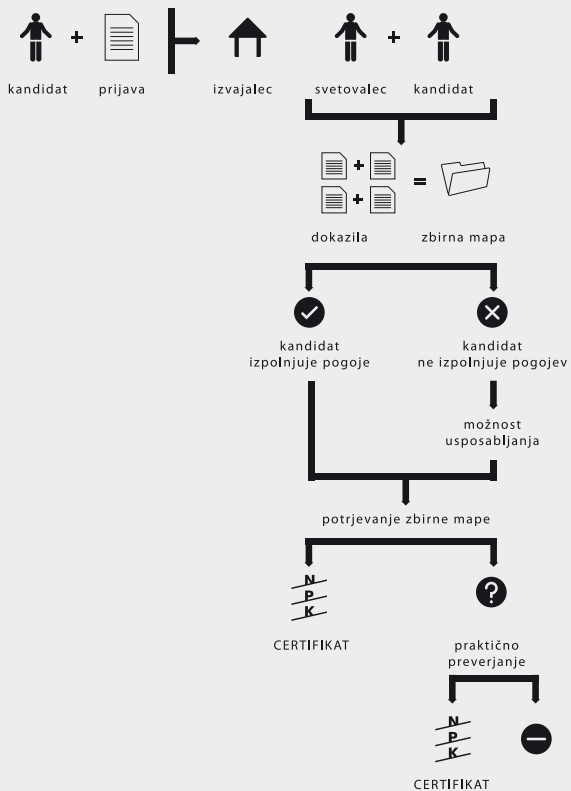 kandidat + prijava izvajalec svetovalec + kandidat
+
+
=
dokazila zbirna mapa
kandidat
izpolnjuje pogoje
kandidat
ne izpolnjuje pogojev
možnost
usposabljanja
potrjevanje zbirne mape
N
P
K
CERTIFIKAT
?
praktično
preverjanje
N
P
K
CERTIFIKAT